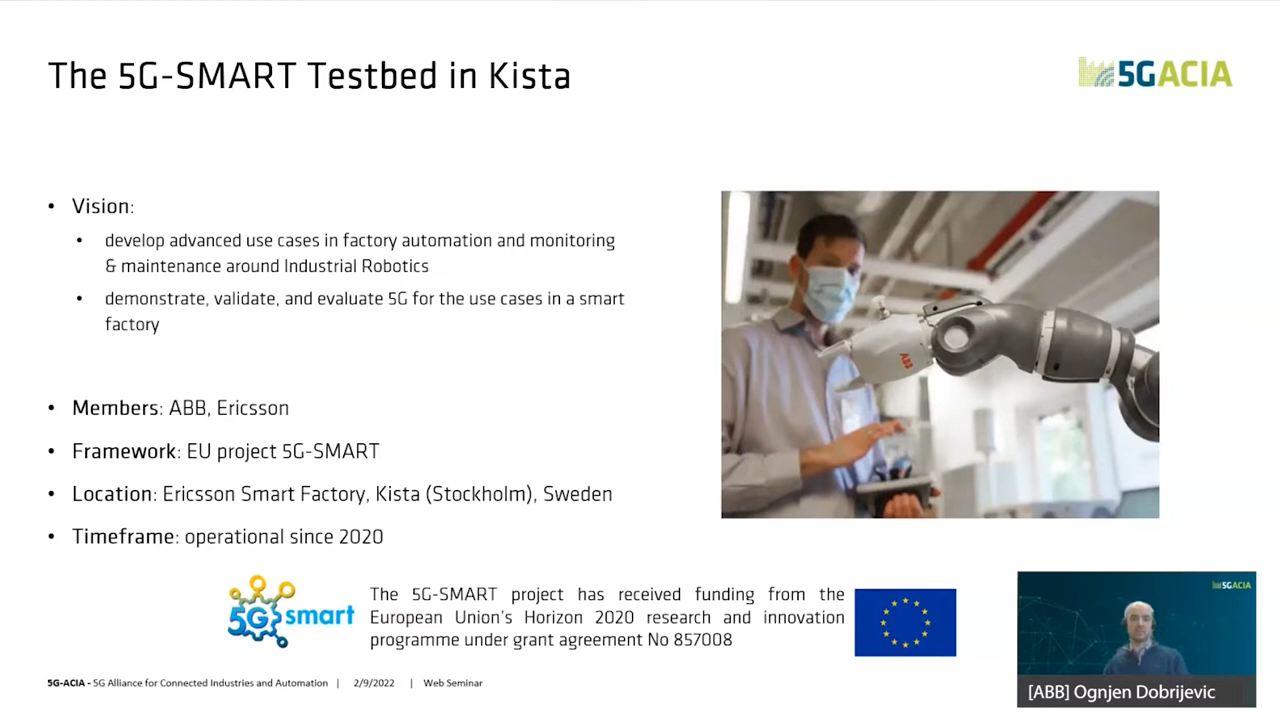 The 5G-SMART Testbed in Kista
5GACIA
• Vision:
• develop advanced use cases in factory automation and monitoring
& maintenance around Industrial Robotics
• demonstrate, validate, and evaluate 5G for the use cases in a smart
factory
• Members: ABB, Ericsson
• Framework: EU project 5G-SMART
• Location: Ericsson Smart Factory, Kista (Stockholm), Sweden
• Timeframe: operational since 2020
ABB
5G smart
The 5G-SMART project has received funding from the
European Union's Horizon 2020 research and innovation
programme under grant agreement No 857008
5GACIA
[ABB] Ognjen Dobrijevic
5G-ACIA - 5G Alliance for Connected Industries and Automation | 2/9/2022 | Web Seminar